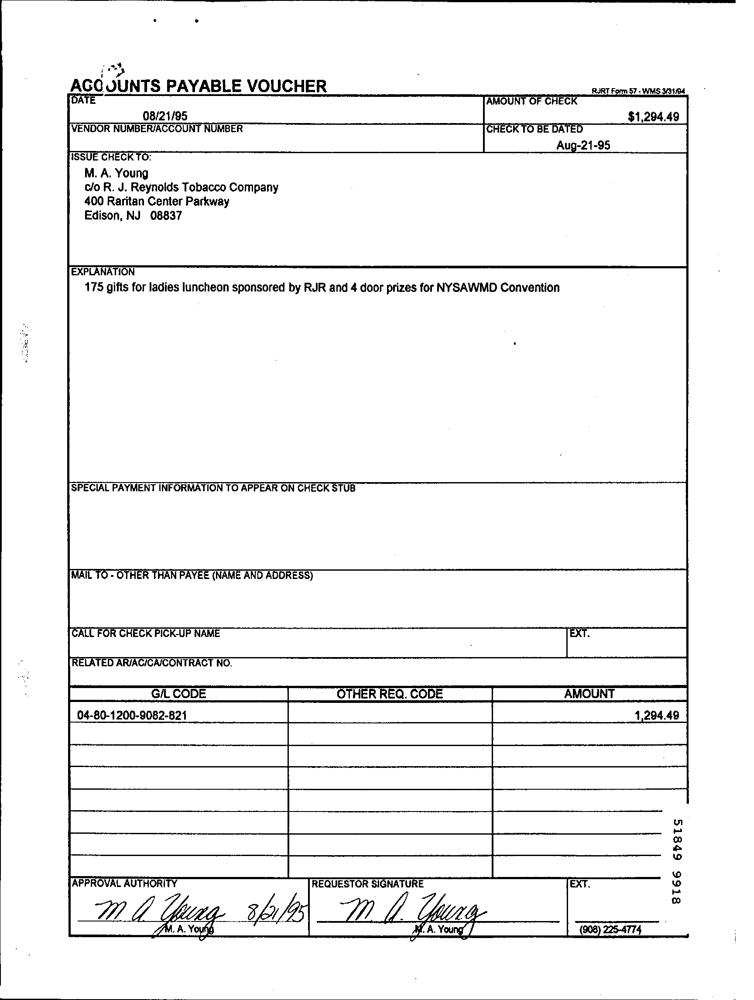 ACCOUNTS PAYABLE VOUCHER
RJRT Form 57 - WMS 3/31/94
DATE
08/21/95
AMOUNT OF CHECK
$1,294.49
VENDOR NUMBER/ACCOUNT NUMBER
CHECK TO BE DATED
Aug-21-95
ISSUE CHECK TO:
M. A. Young
c/o R. J. Reynolds Tobacco Company
400 Raritan Center Parkway
Edison, NJ 08837
EXPLANATION
175 gifts for ladies luncheon sponsored by RJR and 4 door prizes for NYSAWMD Convention
SPECIAL PAYMENT INFORMATION TO APPEAR ON CHECK STUB
MAIL TO - OTHER THAN PAYEE (NAME AND ADDRESS)
CALL FOR CHECK PICK-UP NAME
EXT.
RELATED AR/AC/CA/CONTRACT NO.
G/L CODE OTHER REQ. CODE AMOUNT
04-80-1200-9082-821 1,294.49
51849 9918
APPROVAL AUTHORITY
M A Young 8/21/95
M. A. Young
REQUESTOR SIGNATURE
M A. Young
M. A. Young
EXT.
(908) 225-4774